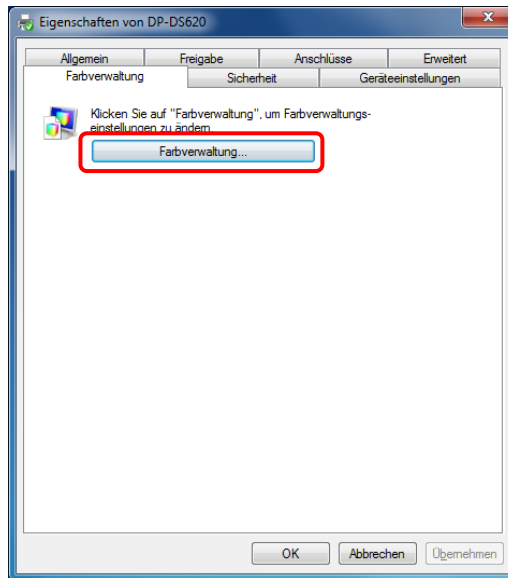 Eigenschaften von DP-DS620
Allgemein Freigabe Anschlüsse Erweitert
Farbverwaltung Sicherheit Geräteeinstellungen
Klicken Sie auf "Farbverwaltung", um Farbverwaltungs-
einstellungen zu ändern.
Farbverwaltung...
OK Abbrechen Übernehmen